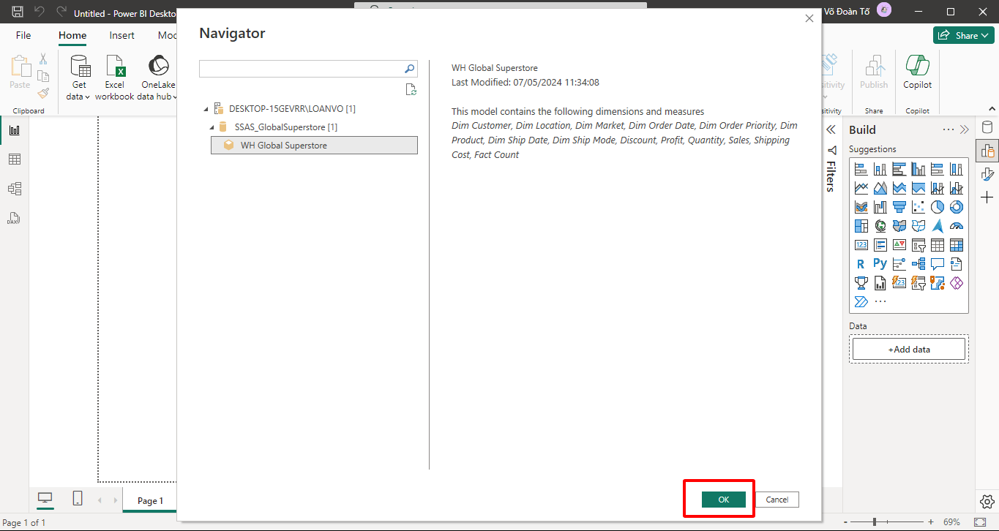 Untitled - Power BI Deskto
Võ Đoàn Tố
File
Home
Insert
Mod
Share
Paste
Get
data
Excel
workbook
OneLake
data hub
Clipboard
Navigator
DESKTOP-15GEVRR\LOANVO [1]
SSAS_GlobalSuperstore [1]
WH Global Superstore
WH Global Superstore
Last Modified: 07/05/2024 11:34:08
This model contains the following dimensions and measures
Dim Customer, Dim Location, Dim Market, Dim Order Date, Dim Order Priority, Dim
Product, Dim Ship Date, Dim Ship Mode, Discount, Profit, Quantity, Sales, Shipping
Cost, Fact Count
OK
Cancel
sitivity
Publish
Copilot
sitivity
Share
Copilot
Filters
Build
Suggestions
123
R
Py
123
Data
+Add data
DAX
Page 1
Page 1 of 1
- + 69%